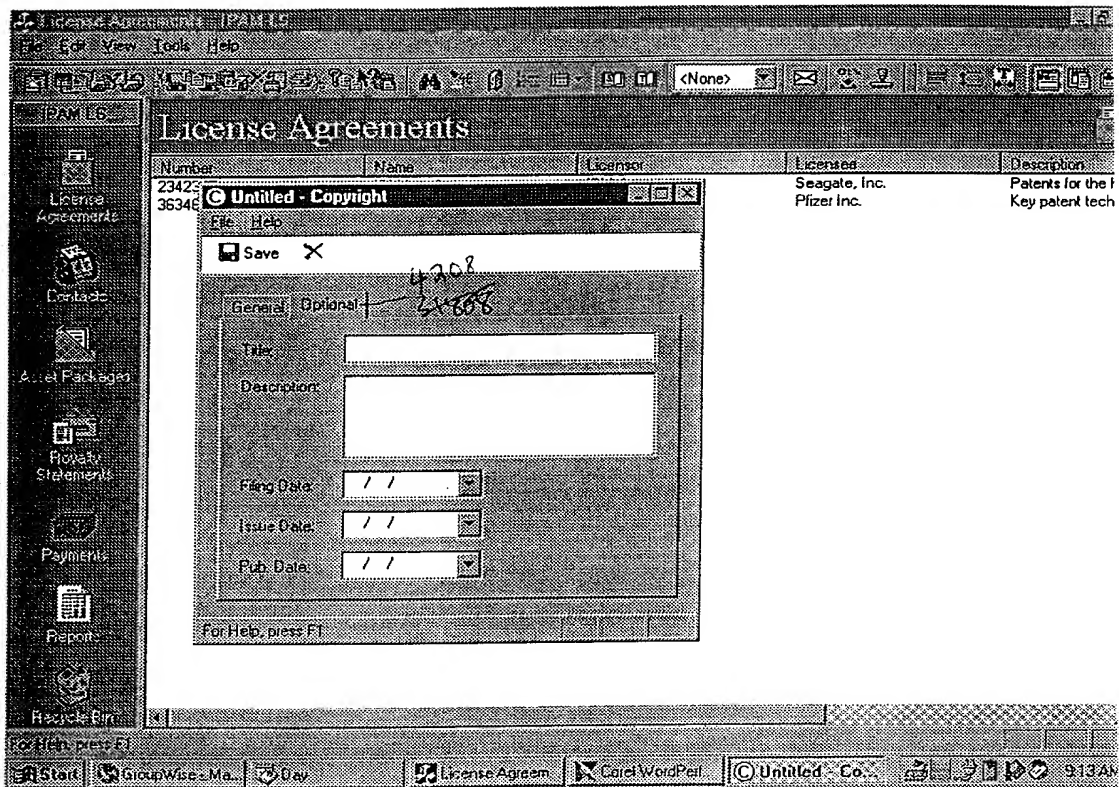 License Agreements - IPAM LS
File Edit View Tools Help
<None>
IPAM LS
License Agreements
Number Name Licensor Licensee Description
23423
Seagate, Inc. Patents for the h
36348
Pfizer Inc. Key patent tech
License
Agreements
Contacts
Asset Packages
Royalty
Statements
Payments
Reports
Recycle Bin
© Untitled - Copyright
File Help
Save
4208
General Optional
Title:
Description:
Filing Date: / /
Issue Date: / /
Pub. Date: / /
For Help, press F1
For Help, press F1
Start GroupWise - Ma... Day License Agreem... Corel WordPerf... © Untitled - Co... 9:13 AM